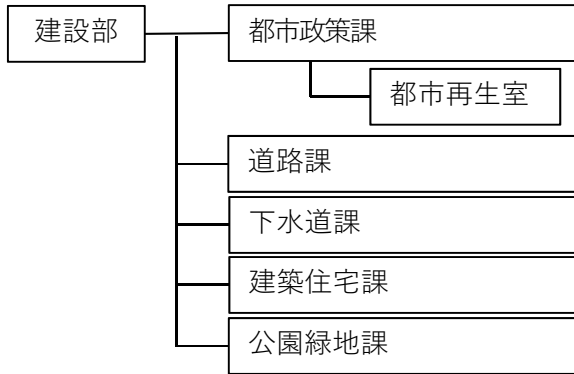 建設部
都市政策課
都市再生室
道路課
下水道課
建築住宅課
公園緑地課